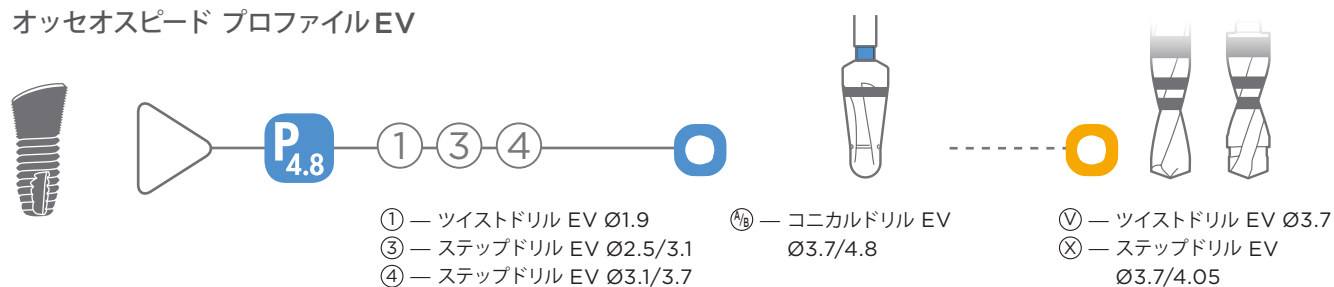 オッセオスピード プロファイルEV
P 4.8
1 3 4
① — ツイストドリル EV Ø1.9
③ — ステップドリル EV Ø2.5/3.1
④ — ステップドリル EV Ø3.1/3.7
A/B — コニカルドリル EV
Ø3.7/4.8
Ⓥ — ツイストドリル EV Ø3.7
Ⓧ — ステップドリル EV
Ø3.7/4.05